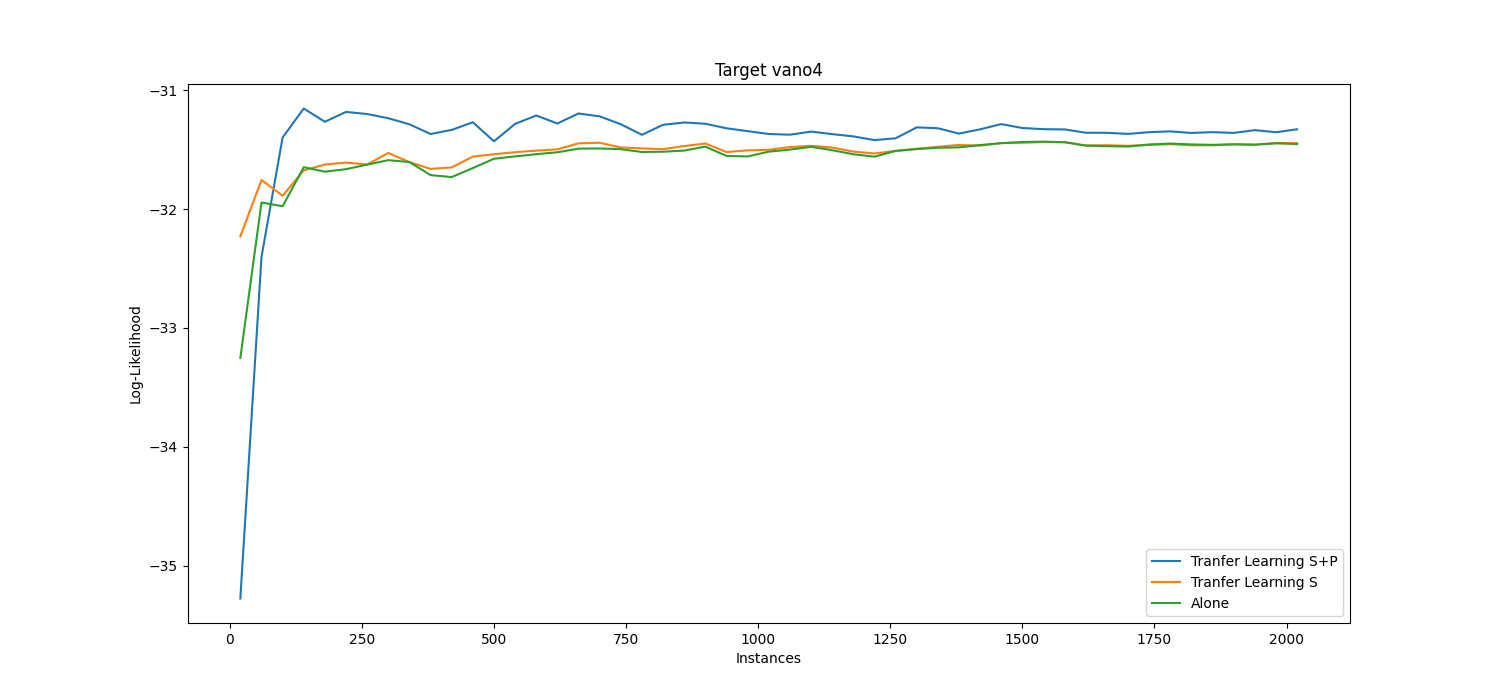 Target vano4
−31
−32
−33
−34
−35
Log-Likelihood
0
250
500
750
1000
1250
1500
1750
2000
Instances
Tranfer Learning S+P
Tranfer Learning S
Alone